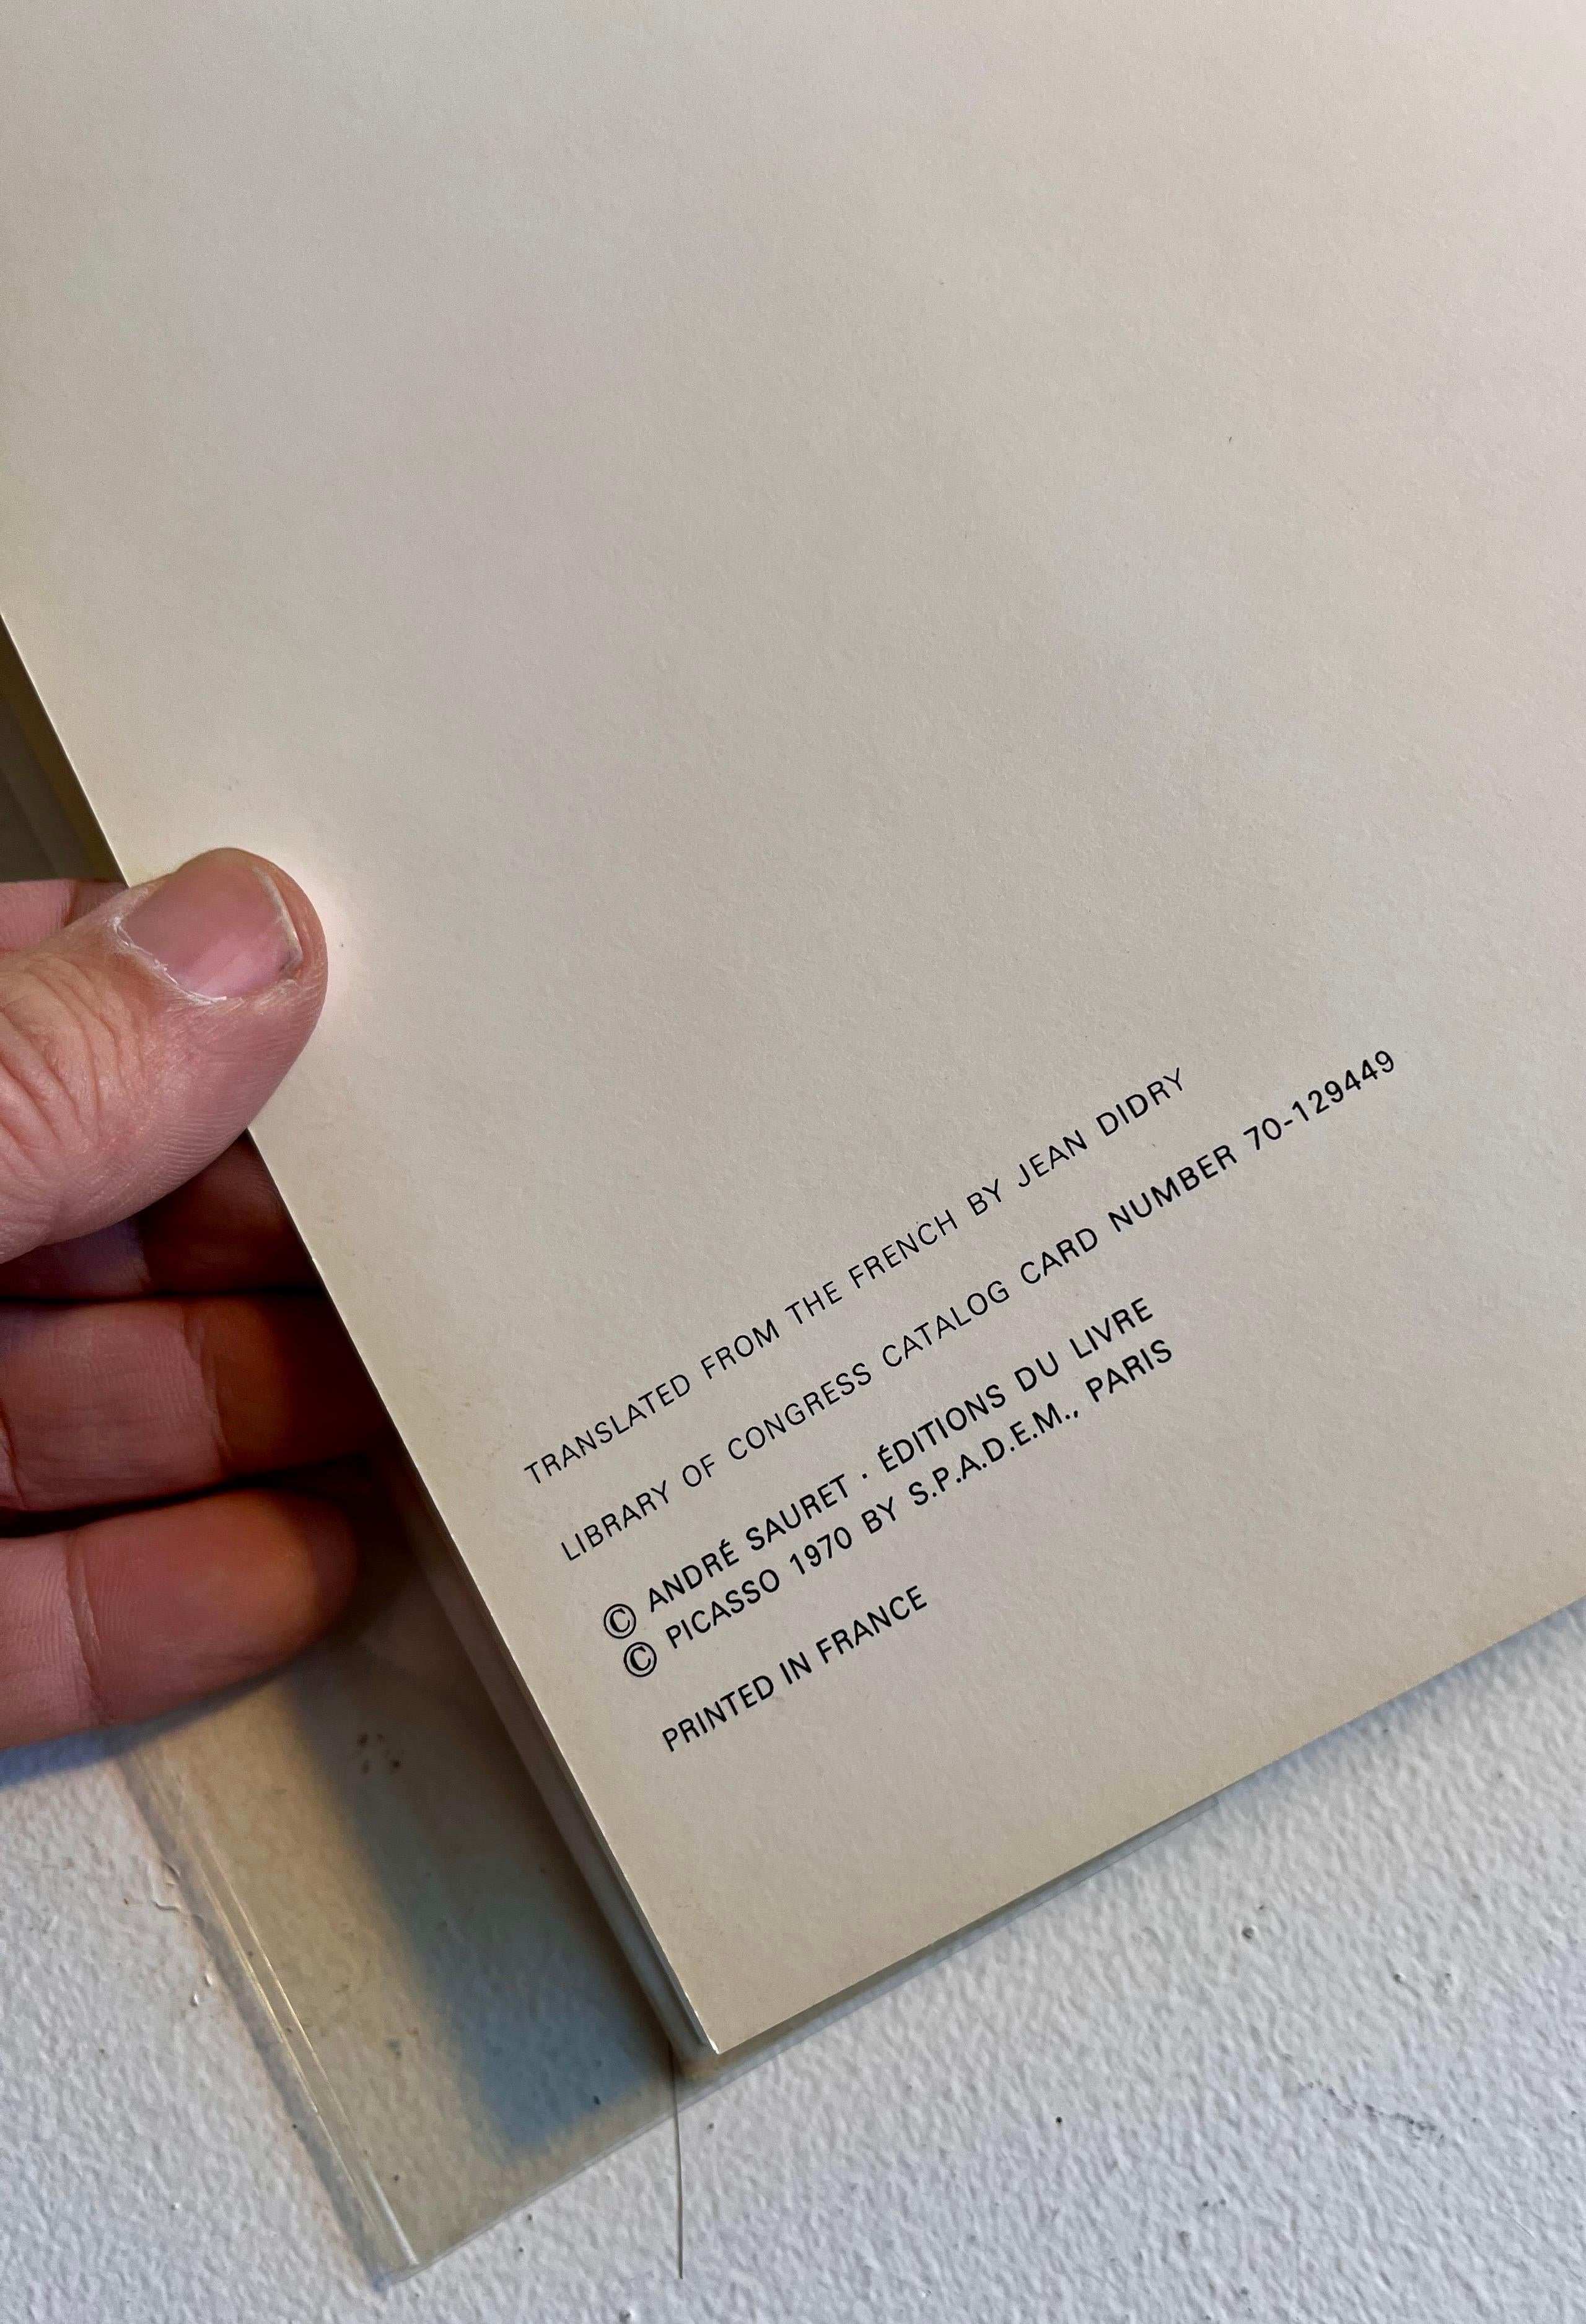 TRANSLATED FROM THE FRENCH BY JEAN DIDRY
LIBRARY OF CONGRESS CATALOG CARD NUMBER 70-129449
© ANDRÉ SAURET . ÉDITIONS DU LIVRE
© PICASSO 1970 BY S.P.A.D.E.M., PARIS
PRINTED IN FRANCE